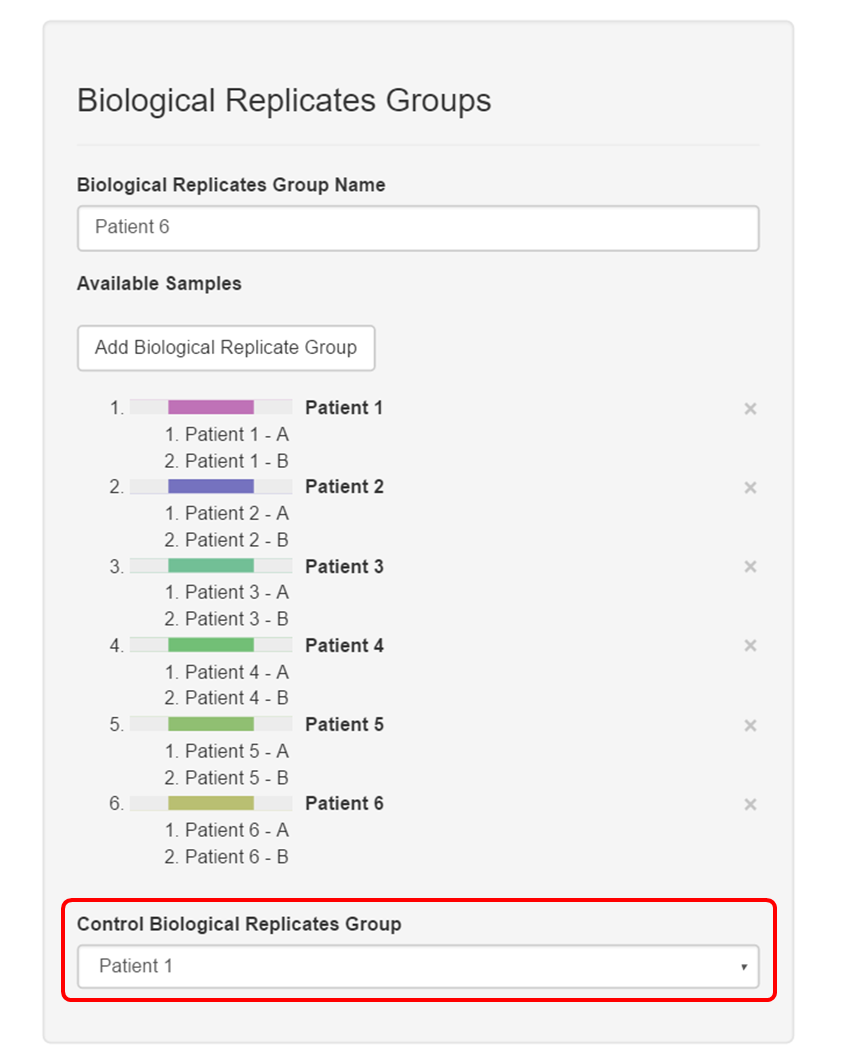 Biological Replicates Groups
Biological Replicates Group Name
Patient 6
Available Samples
Add Biological Replicate Group
1. Patient 1 ×
1. Patient 1 - A
2. Patient 1 - B
2. Patient 2 ×
1. Patient 2 - A
2. Patient 2 - B
3. Patient 3 ×
1. Patient 3 - A
2. Patient 3 - B
4. Patient 4 ×
1. Patient 4 - A
2. Patient 4 - B
5. Patient 5 ×
1. Patient 5 - A
2. Patient 5 - B
6. Patient 6 ×
1. Patient 6 - A
2. Patient 6 - B
Control Biological Replicates Group
Patient 1